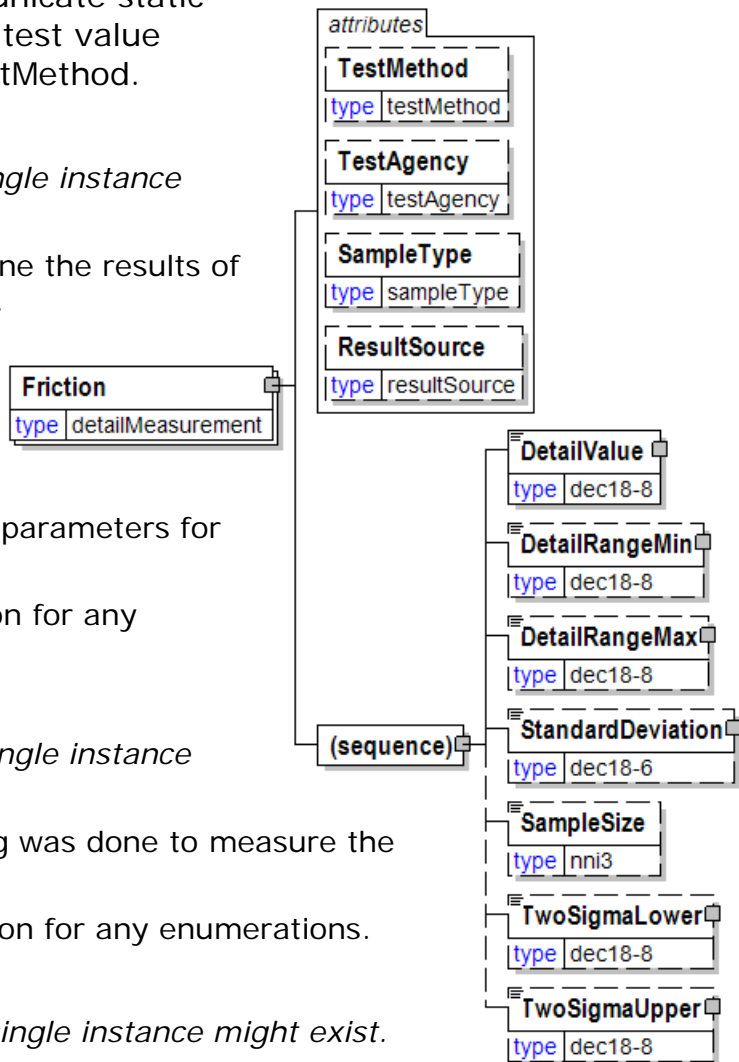 unicate static
test value
tMethod.
ngle instance
ne the results of
parameters for
on for any
ngle instance
g was done to measure the
on for any enumerations.
single instance might exist.
Friction
type detailMeasurement
attributes
TestMethod
type testMethod
TestAgency
type testAgency
SampleType
type sampleType
ResultSource
type resultSource
(sequence)
DetailValue
type dec18-8
DetailRangeMin
type dec18-8
DetailRangeMax
type dec18-8
StandardDeviation
type dec18-6
SampleSize
type nni3
TwoSigmaLower
type dec18-8
TwoSigmaUpper
type dec18-8